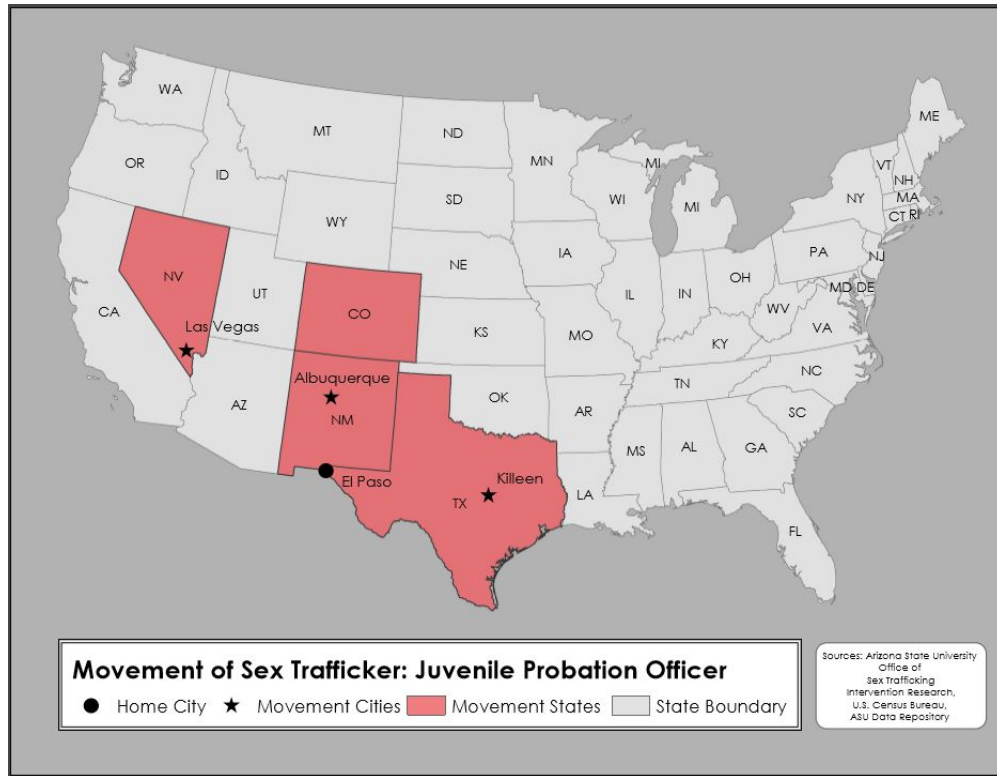 WA
MT
ND
MN
ME
OR
ID
SD
WI
MI
MI
VT
NH
NY
MA
CT
RI
WY
IA
PA
NJ
NE
OH
MD
DE
NV
UT
IL
IN
WV
CA
CO
KS
MO
KY
VA
Las Vegas
Albuquerque
TN
NC
AZ
NM
OK
AR
SC
MS
AL
GA
El Paso
Killeen
TX
LA
FL
Movement of Sex Trafficker: Juvenile Probation Officer
Home City
Movement Cities
Movement States
State Boundary
Sources: Arizona State University
Office of
Sex Trafficking
Intervention Research,
U.S. Census Bureau,
ASU Data Repository